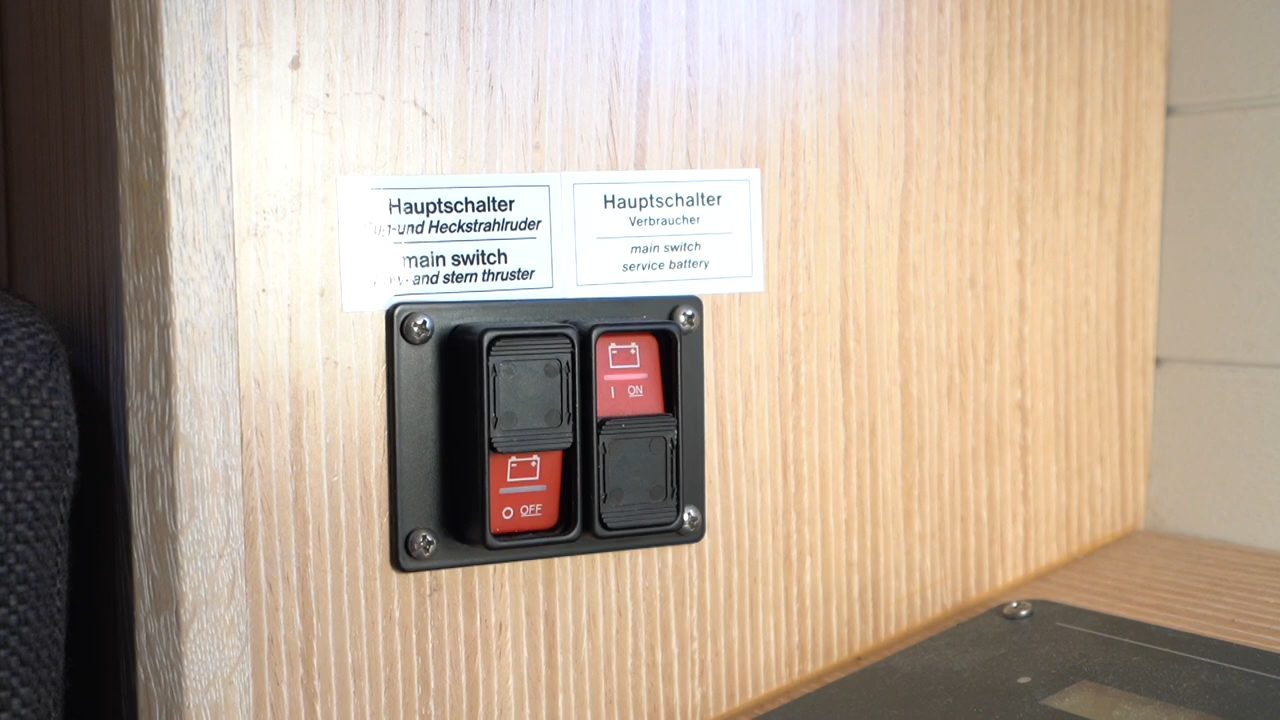 Hauptschalter
-und Heckstrahlruder
main switch
- and stern thruster
Hauptschalter
Verbraucher
main switch
service battery
OFF
I ON